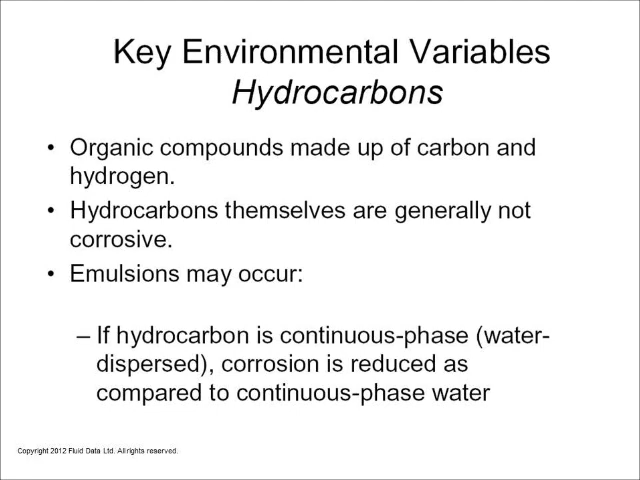 Key Environmental Variables
Hydrocarbons
• Organic compounds made up of carbon and
hydrogen.
• Hydrocarbons themselves are generally not
corrosive.
• Emulsions may occur:
– If hydrocarbon is continuous-phase (water-
dispersed), corrosion is reduced as
compared to continuous-phase water
Copyright 2012 Fluid Data Ltd. All rights reserved.